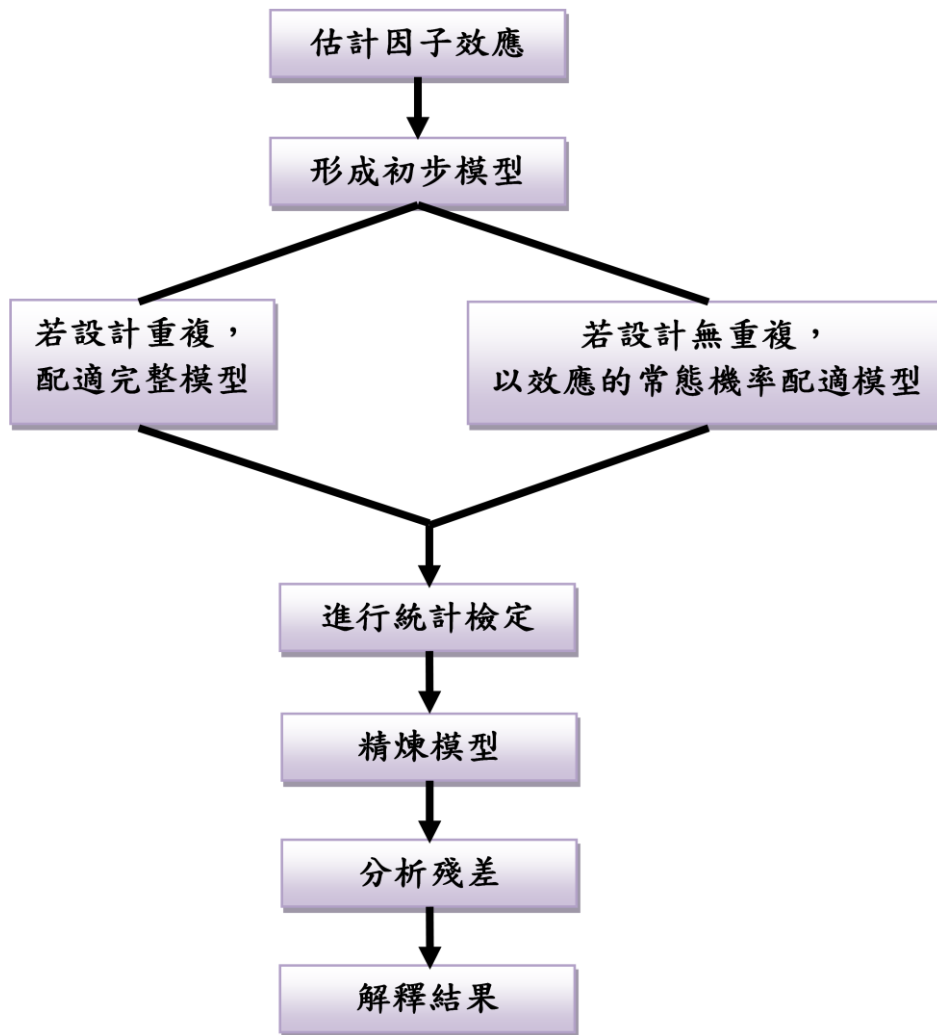 估計因子效應
形成初步模型
若設計重複，
配適完整模型
若設計無重複，
以效應的常態機率配適模型
進行統計檢定
精煉模型
分析殘差
解釋結果